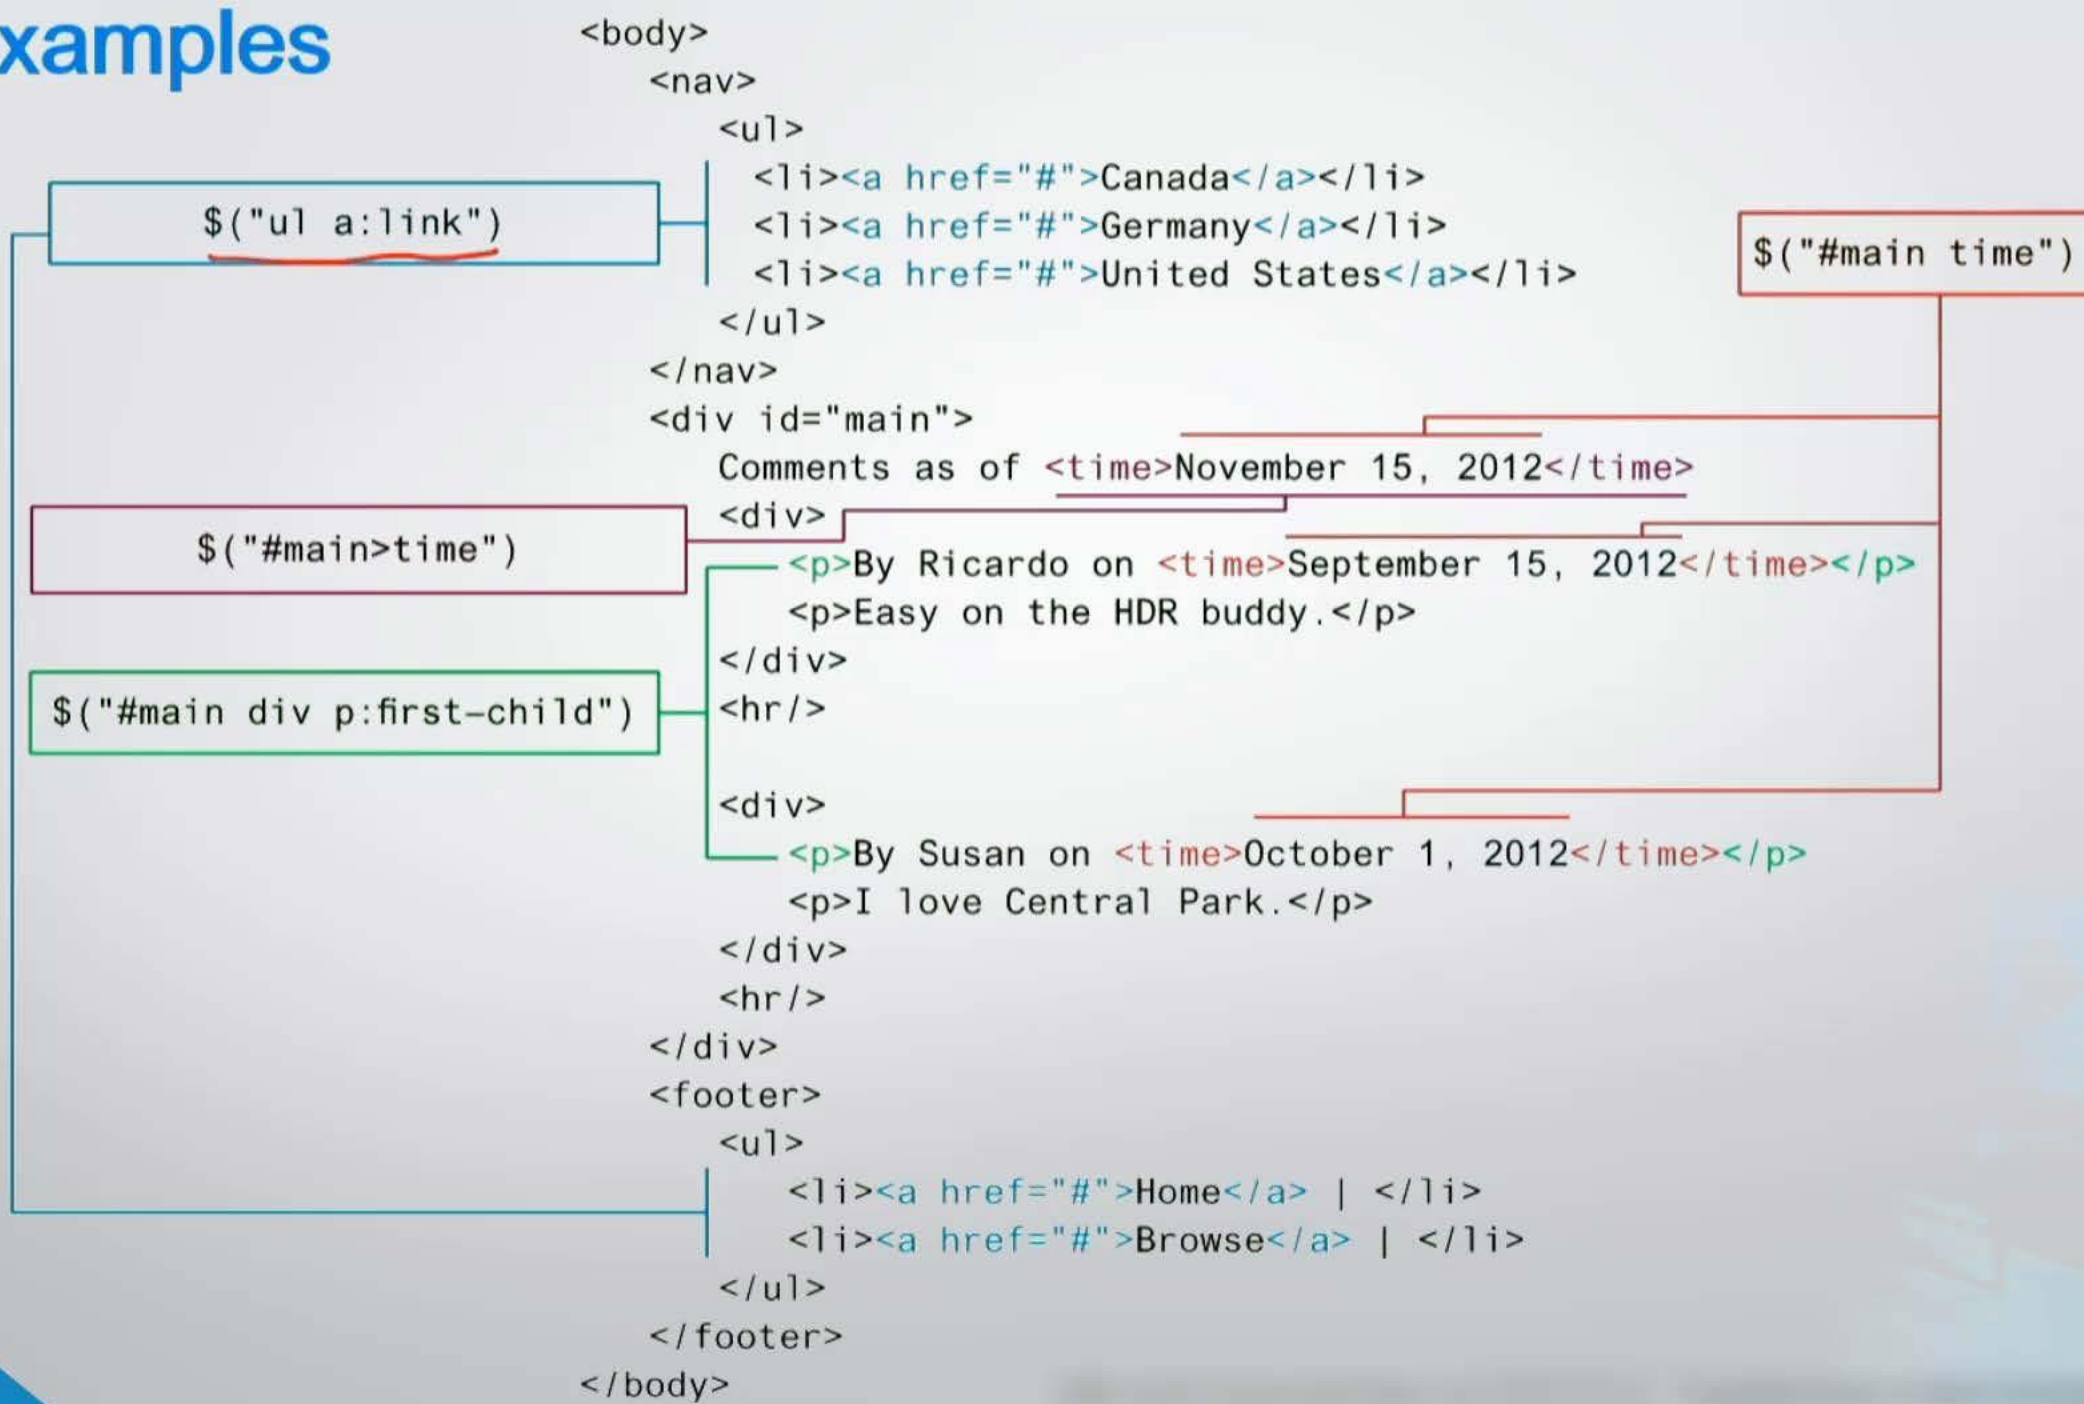 xamples
<body>
<nav>
<ul>
<li><a href="#">Canada</a></li>
$("ul a:link")
<li><a href="#">Germany</a></li>
$("#main time")
<li><a href="#">United States</a></li>
</ul>
</nav>
<div id="main">
Comments as of <time>November 15, 2012</time>
<div>
$("#main>time")
<p>By Ricardo on <time>September 15, 2012</time></p>
<p>Easy on the HDR buddy.</p>
</div>
$("#main div p:first-child")
<hr/>
<div>
<p>By Susan on <time>October 1, 2012</time></p>
<p>I love Central Park.</p>
</div>
<hr/>
</div>
<footer>
<ul>
<li><a href="#">Home</a> | </li>
<li><a href="#">Browse</a> | </li>
</ul>
</footer>
</body>